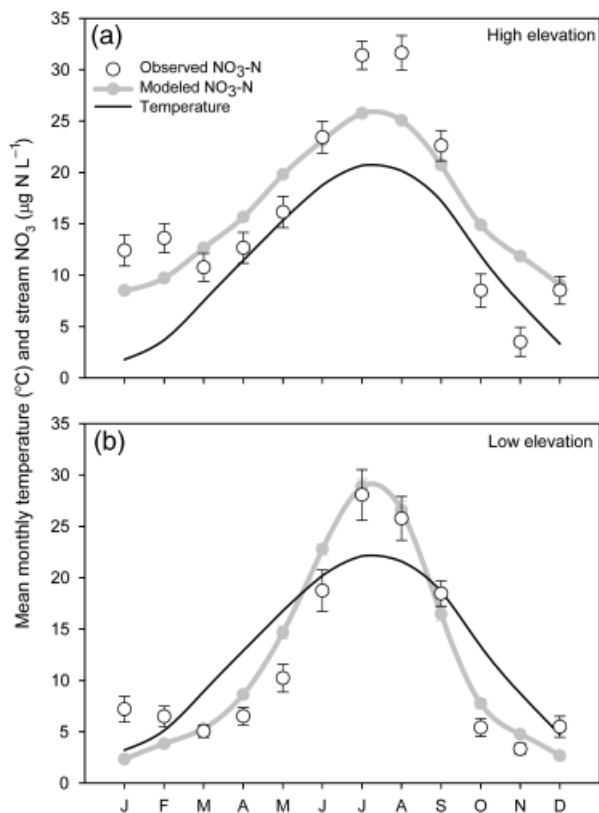 35
(a)
High elevation
30
Observed NO₃-N
Modeled NO₃-N
25
Temperature
20
15
10
5
0
Mean monthly temperature (°C) and stream NO₃ (μg N L⁻¹)
35
(b)
Low elevation
30
25
20
15
10
5
0
J F M A M J J A S O N D